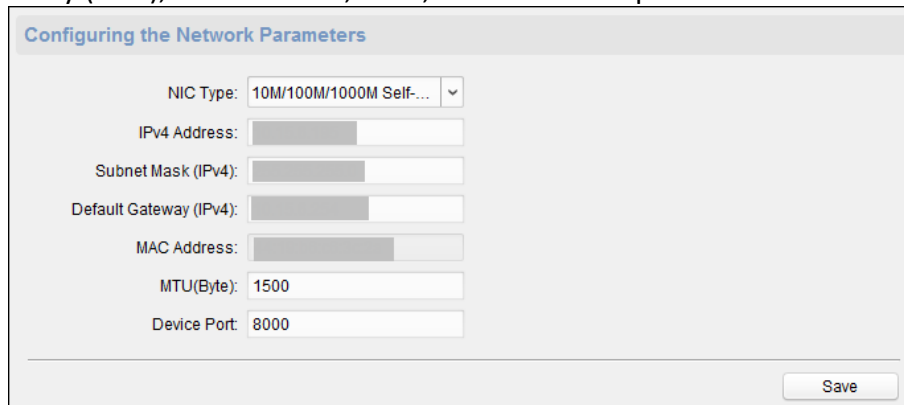 Configuring the Network Parameters
NIC Type: 10M/100M/1000M Self-...
IPv4 Address:
Subnet Mask (IPv4):
Default Gateway (IPv4):
MAC Address:
MTU(Byte): 1500
Device Port: 8000
Save